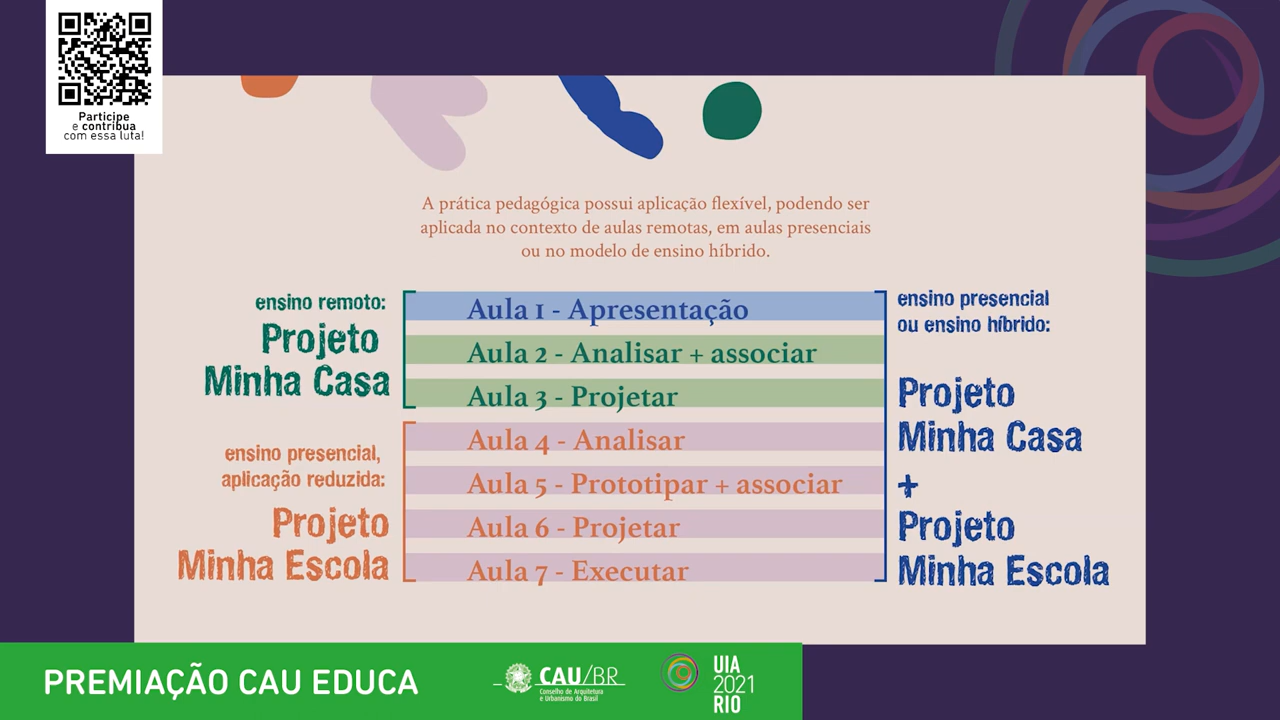 Participe
e contribua
com essa luta!
A prática pedagógica possui aplicação flexível, podendo ser
aplicada no contexto de aulas remotas, em aulas presenciais
ou no modelo de ensino híbrido.
ensino remoto:
Projeto
Minha Casa
ensino presencial,
aplicação reduzida:
Projeto
Minha Escola
Aula 1 - Apresentação
Aula 2 - Analisar + associar
Aula 3 - Projetar
Aula 4 - Analisar
Aula 5 - Prototipar + associar
Aula 6 - Projetar
Aula 7 - Executar
ensino presencial
ou ensino híbrido:
Projeto
Minha Casa
+
Projeto
Minha Escola
PREMIAÇÃO CAU EDUCA
CAU/BR
Conselho de Arquitetura
e Urbanismo do Brasil
UIA
2021
RIO